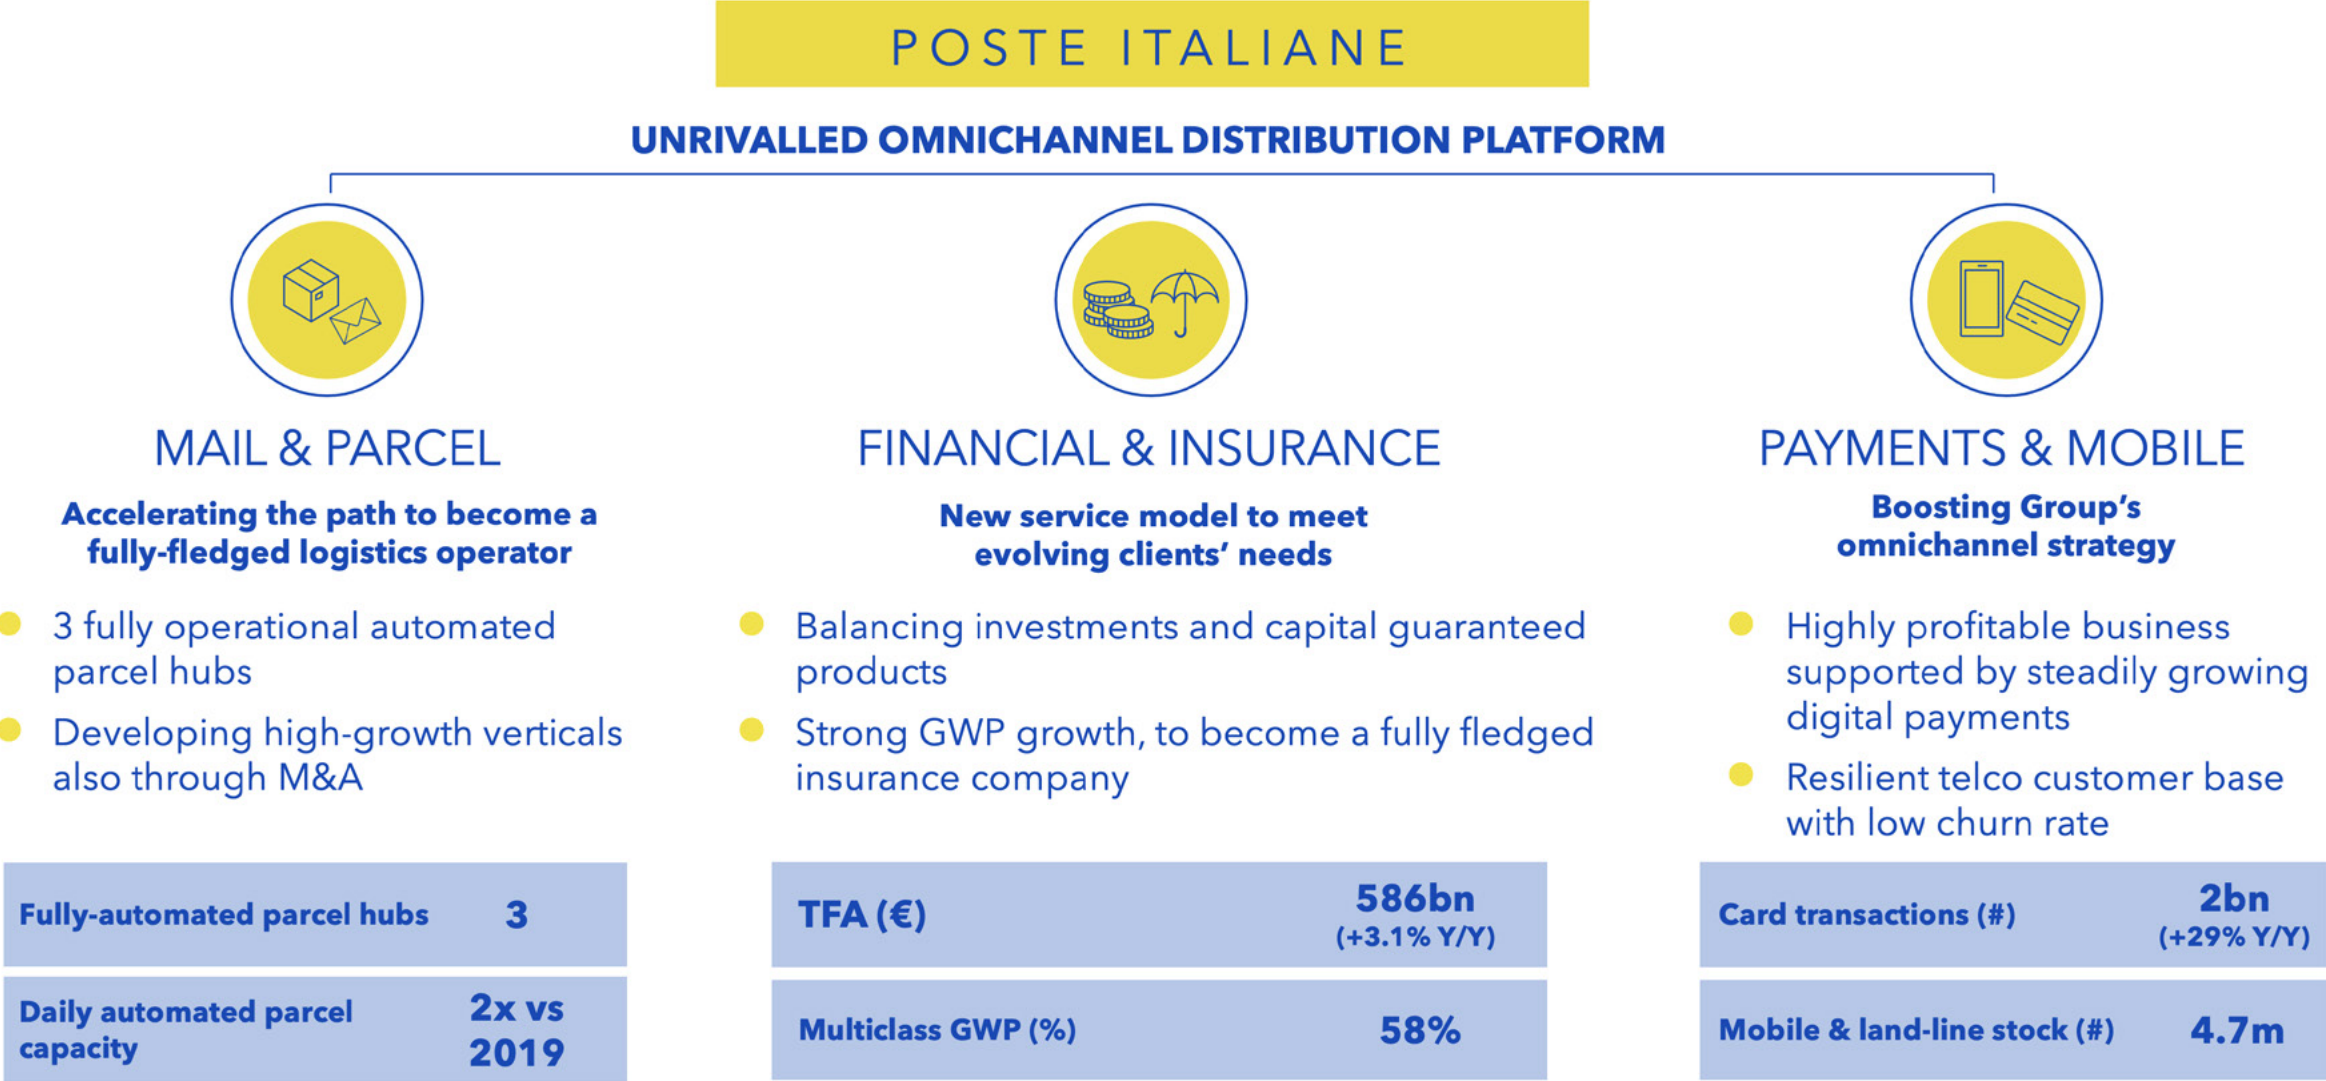 POSTE ITALIANE
UNRIVALLED OMNICHANNEL DISTRIBUTION PLATFORM
MAIL & PARCEL
Accelerating the path to become a
fully-fledged logistics operator
3 fully operational automated
parcel hubs
Developing high-growth verticals
also through M&A
Fully-automated parcel hubs 3
Daily automated parcel
capacity
2x vs
2019
FINANCIAL & INSURANCE
New service model to meet
evolving clients' needs
Balancing investments and capital guaranteed
products
Strong GWP growth, to become a fully fledged
insurance company
TFA (€) 586bn
(+3.1% Y/Y)
Multiclass GWP (%) 58%
PAYMENTS & MOBILE
Boosting Group's
omnichannel strategy
Highly profitable business
supported by steadily growing
digital payments
Resilient telco customer base
with low churn rate
Card transactions (#) 2bn
(+29% Y/Y)
Mobile & land-line stock (#) 4.7m